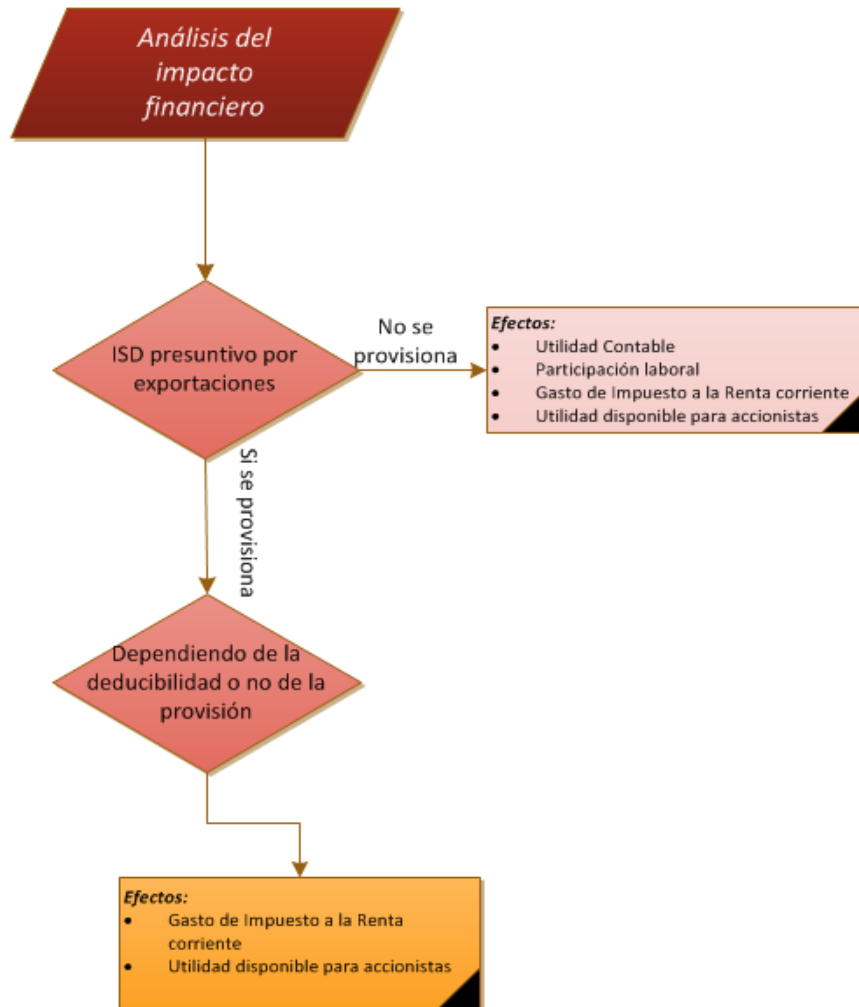 Análisis del
impacto
financiero
ISD presuntivo por
exportaciones
No se
provisiona
Efectos:
• Utilidad Contable
• Participación laboral
• Gasto de Impuesto a la Renta corriente
• Utilidad disponible para accionistas
Si se provisiona
Dependiendo de la
deducibilidad o no de la
provisión
Efectos:
• Gasto de Impuesto a la Renta
corriente
• Utilidad disponible para accionistas